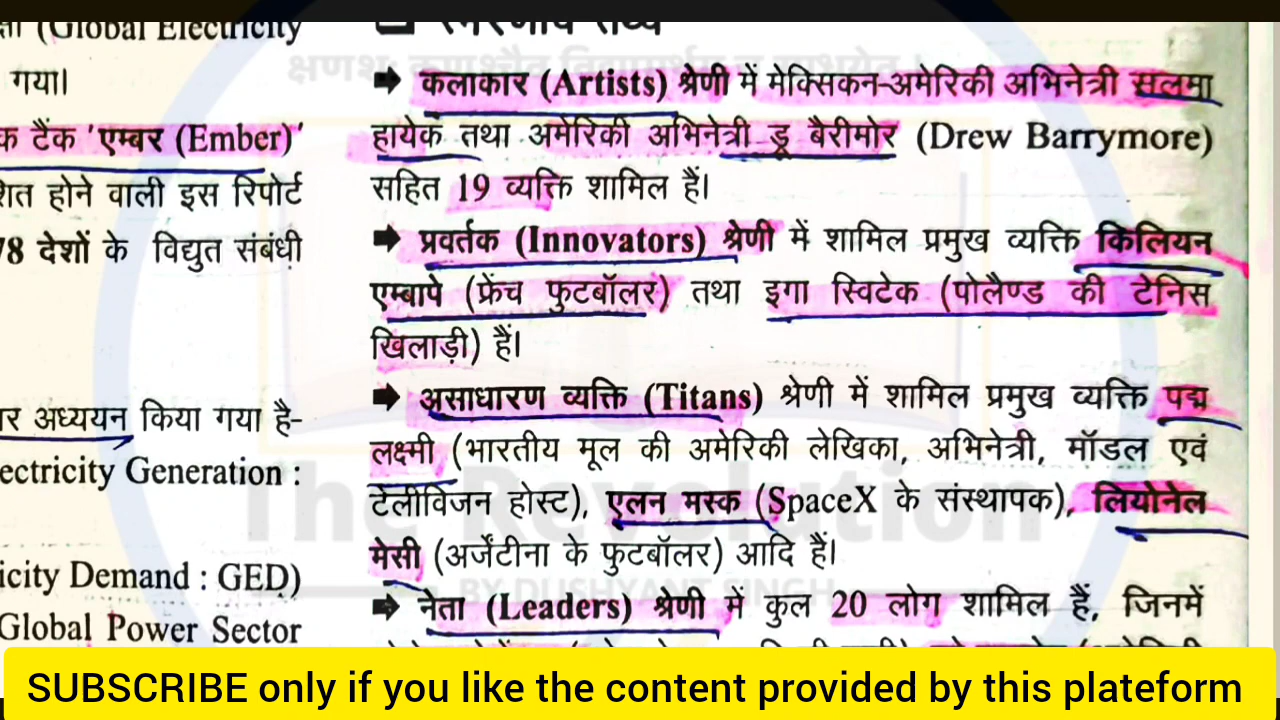 ता (Global Electricity
गया।
क टैंक 'एम्बर (Ember)'
शित होने वाली इस रिपोर्ट
78 देशों के विद्युत संबंधी
ार अध्ययन किया गया है-
ectricity Generation :
icity Demand : GED)
Global Power Sector
स्मरणीय तथ्य
➡ कलाकार (Artists) श्रेणी में मेक्सिकन-अमेरिकी अभिनेत्री सलमा
हायेक तथा अमेरिकी अभिनेत्री ड्रू बैरीमोर (Drew Barrymore)
सहित 19 व्यक्ति शामिल हैं।
➡ प्रवर्तक (Innovators) श्रेणी में शामिल प्रमुख व्यक्ति किलियन
एम्बापे (फ्रेंच फुटबॉलर) तथा इगा स्विटेक (पोलैण्ड की टेनिस
खिलाड़ी) हैं।
➡ असाधारण व्यक्ति (Titans) श्रेणी में शामिल प्रमुख व्यक्ति पद्म
लक्ष्मी (भारतीय मूल की अमेरिकी लेखिका, अभिनेत्री, मॉडल एवं
टेलीविजन होस्ट), एलन मस्क (SpaceX के संस्थापक), लियोनेल
मेसी (अर्जेंटीना के फुटबॉलर) आदि हैं।
➡ नेता (Leaders) श्रेणी में कुल 20 लोग शामिल हैं, जिनमें
The Revolution
BY DUSHYANT SINGH
SUBSCRIBE only if you like the content provided by this plateform